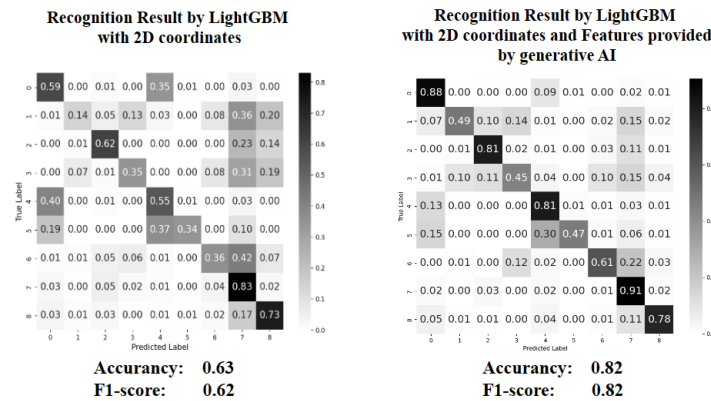 Recognition Result by LightGBM
with 2D coordinates
0 0.59 0.00 0.01 0.00 0.35 0.01 0.00 0.03 0.00
1 0.01 0.14 0.05 0.13 0.03 0.00 0.08 0.36 0.20
2 0.00 0.01 0.62 0.00 0.00 0.00 0.00 0.23 0.14
3 0.00 0.07 0.01 0.35 0.00 0.00 0.08 0.31 0.19
4 0.40 0.00 0.01 0.00 0.55 0.01 0.00 0.03 0.00
5 0.19 0.00 0.00 0.00 0.37 0.34 0.00 0.10 0.00
6 0.01 0.01 0.05 0.06 0.01 0.00 0.36 0.42 0.07
7 0.03 0.00 0.05 0.02 0.01 0.00 0.04 0.83 0.02
8 0.03 0.01 0.03 0.00 0.01 0.01 0.02 0.17 0.73
0 1 2 3 4 5 6 7 8
True Label
Predicted Label
0.8
0.7
0.6
0.5
0.4
0.3
0.2
0.1
0.0
Accurancy: 0.63
F1-score: 0.62
Recognition Result by LightGBM
with 2D coordinates and Features provided
by generative AI
0 0.88 0.00 0.00 0.00 0.09 0.01 0.00 0.02 0.01
1 0.07 0.49 0.10 0.14 0.01 0.00 0.02 0.15 0.02
2 0.01 0.01 0.81 0.02 0.00 0.00 0.03 0.11 0.01
3 0.01 0.10 0.11 0.45 0.04 0.00 0.10 0.15 0.04
4 0.13 0.00 0.00 0.00 0.81 0.01 0.01 0.03 0.01
5 0.15 0.00 0.00 0.00 0.30 0.47 0.01 0.06 0.01
6 0.01 0.00 0.00 0.12 0.02 0.00 0.61 0.22 0.03
7 0.02 0.00 0.03 0.00 0.02 0.00 0.02 0.91 0.02
8 0.05 0.01 0.01 0.00 0.04 0.00 0.01 0.11 0.78
0 1 2 3 4 5 6 7 8
True Label
Predicted Label
Accurancy: 0.82
F1-score: 0.82